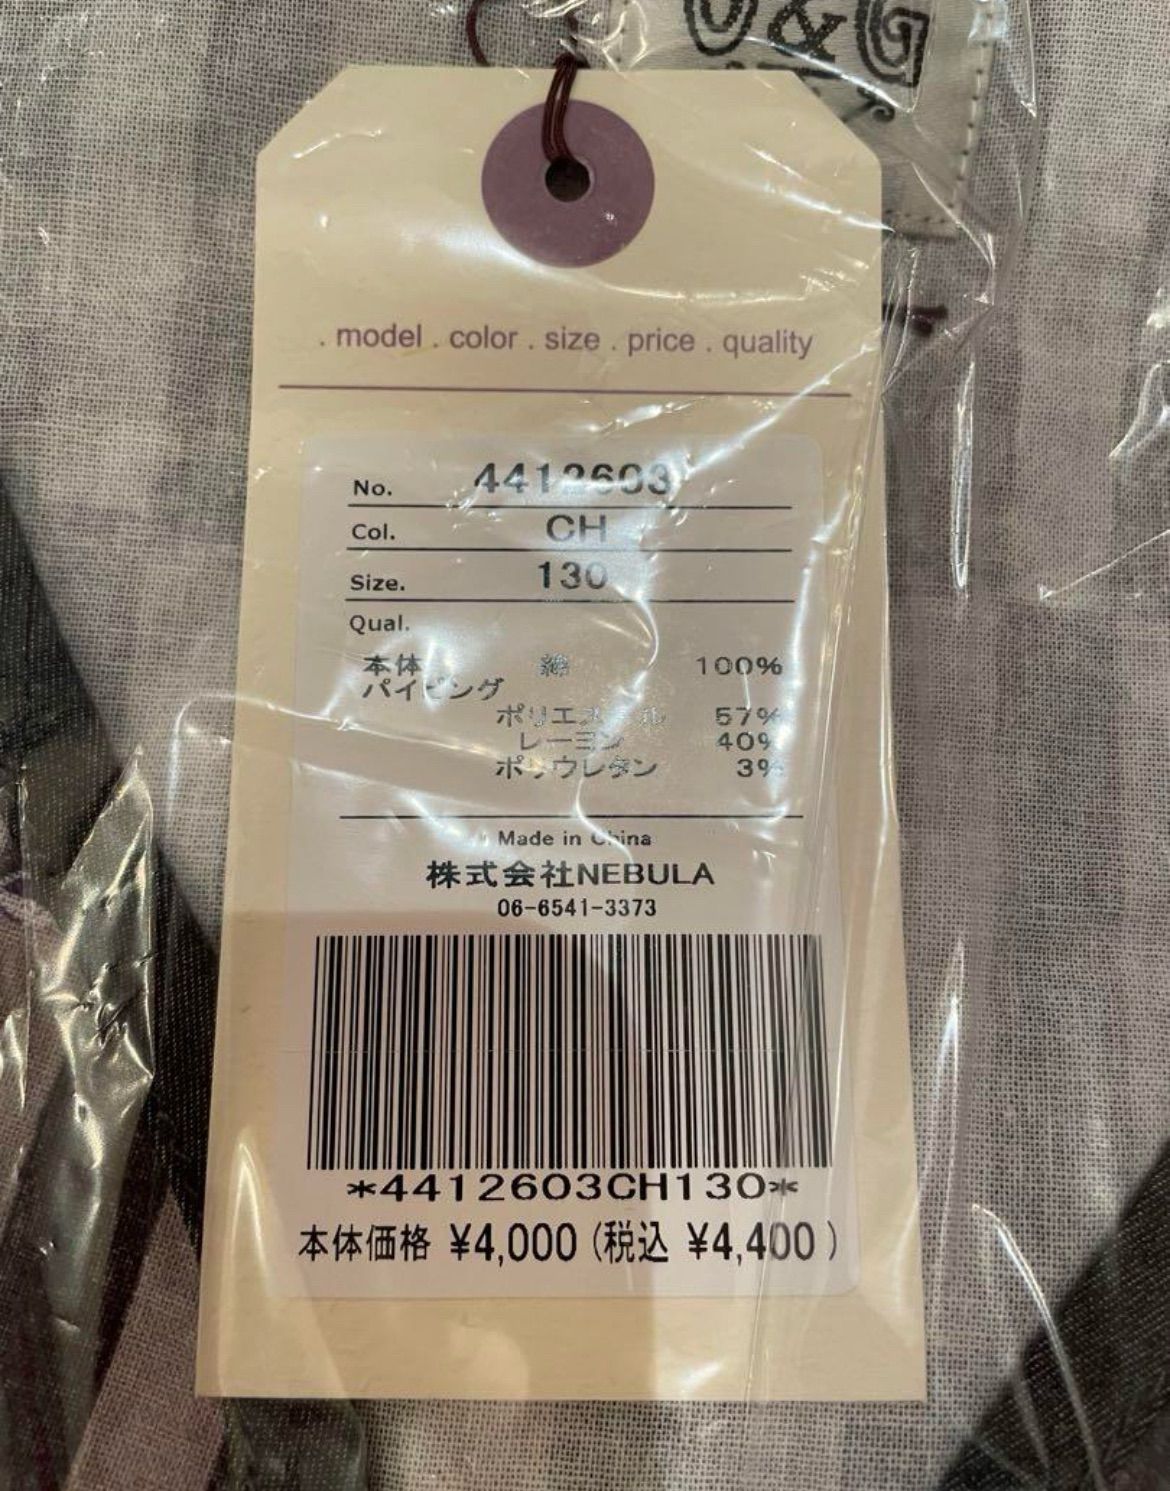 &G
. model . color . size . price . quality
No. 4412603
Col. CH
Size. 130
Qual.
本体 綿 100%
パイピング
ポリエステル 57%
レーヨン 40%
ポリウレタン 3%
Made in China
株式会社NEBULA
06-6541-3373
*4412603CH130*
本体価格 ¥4,000 (税込 ¥4,400 )